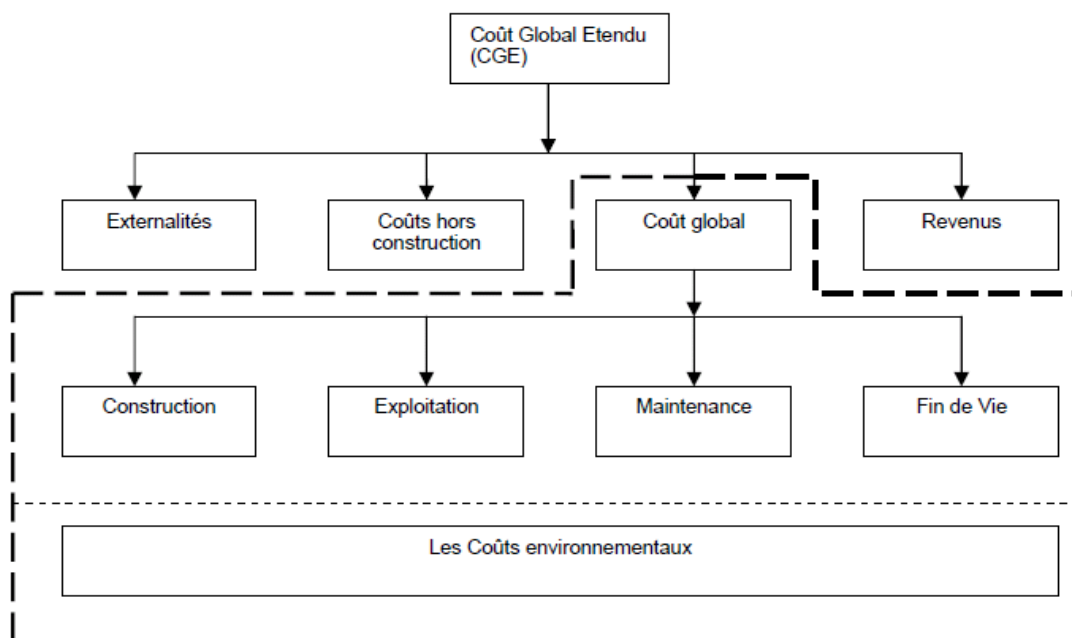 Coût Global Etendu
(CGE)
Externalités
Coûts hors
construction
Coût global
Revenus
Construction
Exploitation
Maintenance
Fin de Vie
Les Coûts environnementaux